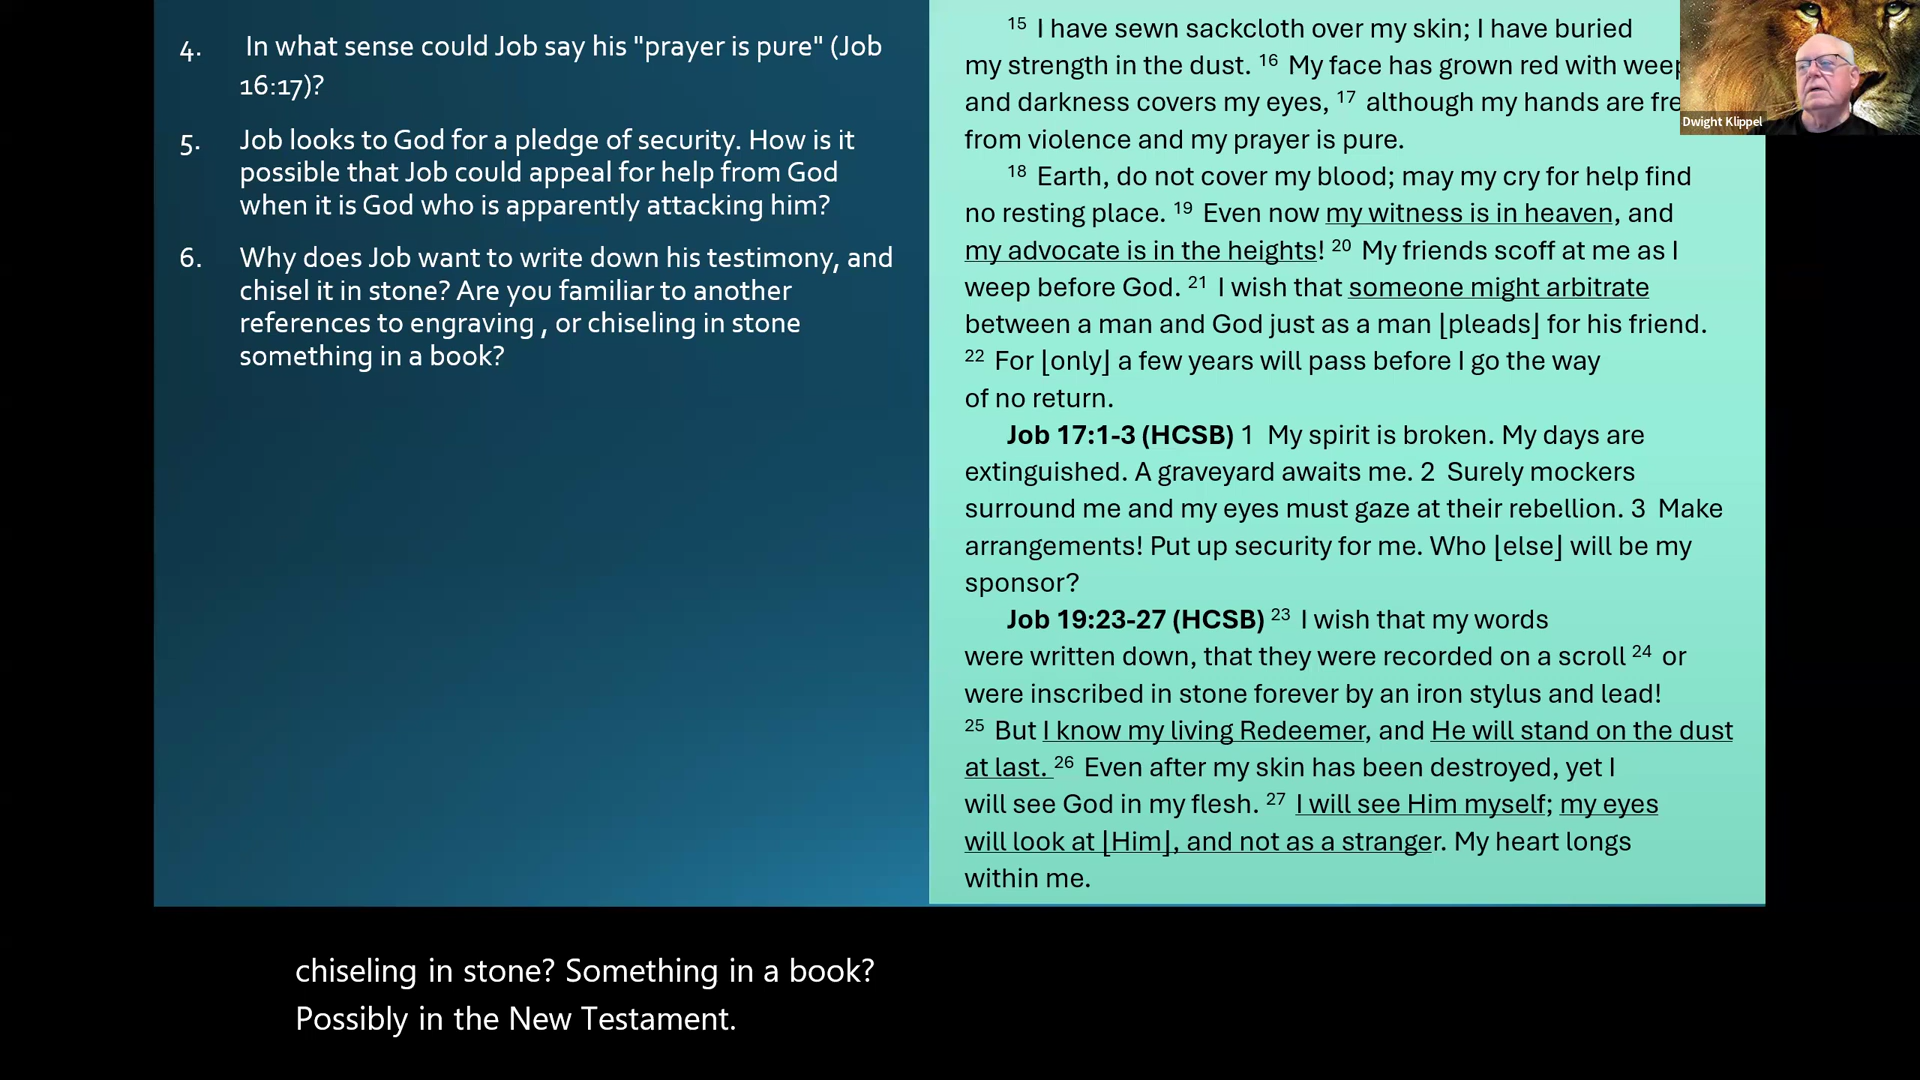 4. In what sense could Job say his "prayer is pure" (Job
16:17)?
5. Job looks to God for a pledge of security. How is it
possible that Job could appeal for help from God
when it is God who is apparently attacking him?
6. Why does Job want to write down his testimony, and
chisel it in stone? Are you familiar to another
references to engraving , or chiseling in stone
something in a book?
15 I have sewn sackcloth over my skin; I have buried
my strength in the dust. 16 My face has grown red with weep
and darkness covers my eyes, 17 although my hands are fre
from violence and my prayer is pure.
18 Earth, do not cover my blood; may my cry for help find
no resting place. 19 Even now my witness is in heaven, and
my advocate is in the heights! 20 My friends scoff at me as I
weep before God. 21 I wish that someone might arbitrate
between a man and God just as a man ⌊pleads⌋ for his friend.
22 For ⌊only⌋ a few years will pass before I go the way
of no return.
Job 17:1-3 (HCSB) 1 My spirit is broken. My days are
extinguished. A graveyard awaits me. 2 Surely mockers
surround me and my eyes must gaze at their rebellion. 3 Make
arrangements! Put up security for me. Who ⌊else⌋ will be my
sponsor?
Job 19:23-27 (HCSB) 23 I wish that my words
were written down, that they were recorded on a scroll 24 or
were inscribed in stone forever by an iron stylus and lead!
25 But I know my living Redeemer, and He will stand on the dust
at last. 26 Even after my skin has been destroyed, yet I
will see God in my flesh. 27 I will see Him myself; my eyes
will look at ⌊Him⌋, and not as a stranger. My heart longs
within me.
Dwight Klippel
chiseling in stone? Something in a book?
Possibly in the New Testament.